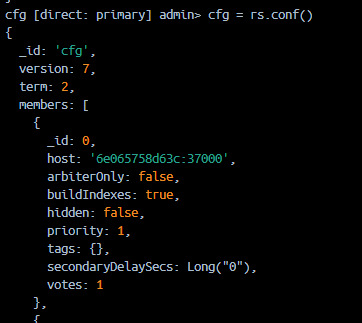 cfg [direct: primary] admin> cfg = rs.conf()
{
  _id: 'cfg',
  version: 7,
  term: 2,
  members: [
    {
      _id: 0,
      host: '6e065758d63c:37000',
      arbiterOnly: false,
      buildIndexes: true,
      hidden: false,
      priority: 1,
      tags: {},
      secondaryDelaySecs: Long("0"),
      votes: 1
    },
    {